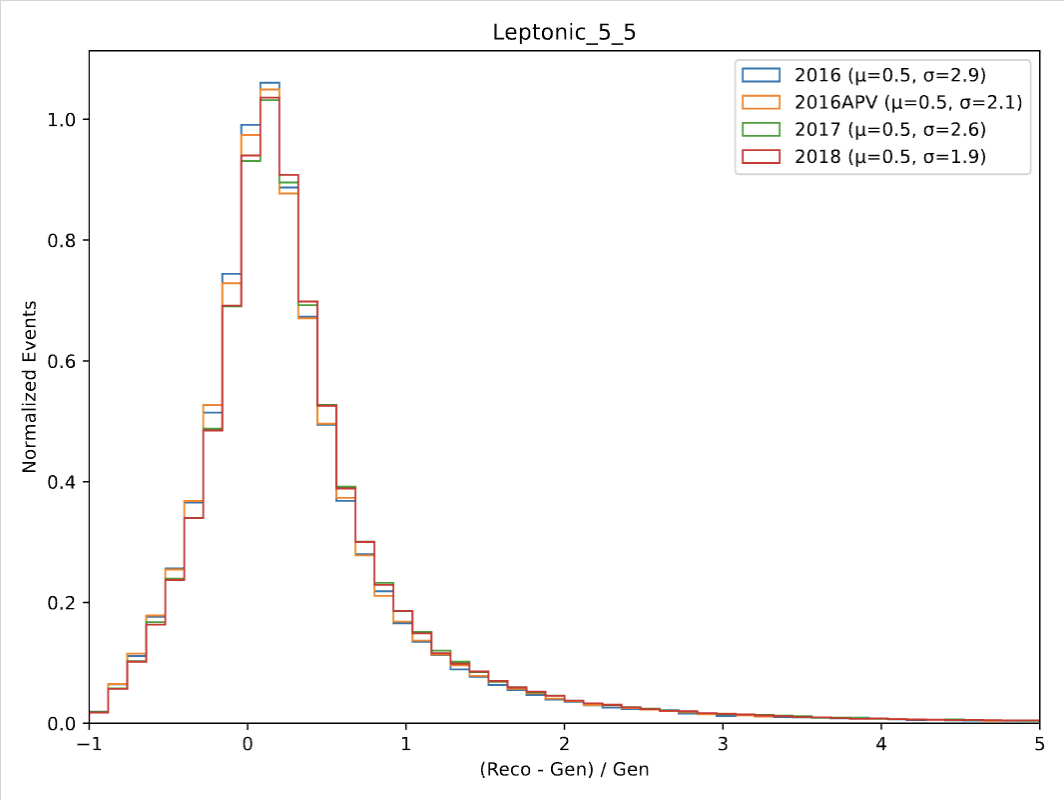 Leptonic_5_5
2016 (μ=0.5, σ=2.9)
2016APV (μ=0.5, σ=2.1)
2017 (μ=0.5, σ=2.6)
2018 (μ=0.5, σ=1.9)
Normalized Events
1.0
0.8
0.6
0.4
0.2
0.0
−1 0 1 2 3 4 5
(Reco - Gen) / Gen